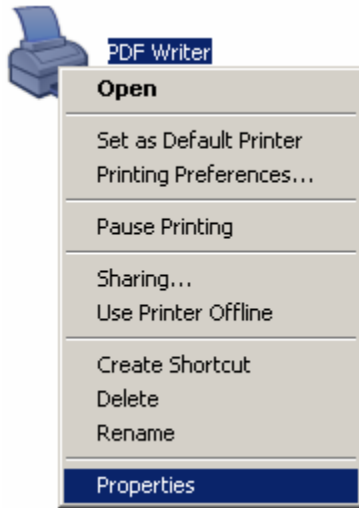 PDF Writer
Open
Set as Default Printer
Printing Preferences...
Pause Printing
Sharing...
Use Printer Offline
Create Shortcut
Delete
Rename
Properties